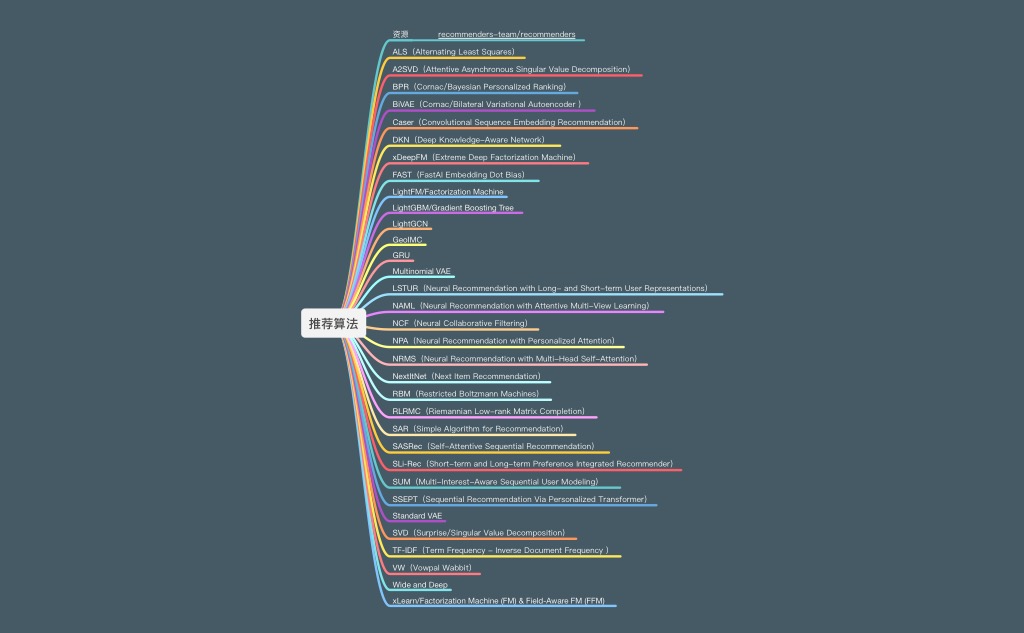 资源 recommenders-team/recommenders
ALS（Alternating Least Squares）
A2SVD（Attentive Asynchronous Singular Value Decomposition）
BPR（Cornac/Bayesian Personalized Ranking）
BiVAE（Cornac/Bilateral Variational Autoencoder ）
Caser（Convolutional Sequence Embedding Recommendation）
DKN（Deep Knowledge-Aware Network）
xDeepFM（Extreme Deep Factorization Machine）
FAST（FastAI Embedding Dot Bias）
LightFM/Factorization Machine
LightGBM/Gradient Boosting Tree
LightGCN
GeoIMC
GRU
Multinomial VAE
LSTUR（Neural Recommendation with Long- and Short-term User Representations）
NAML（Neural Recommendation with Attentive Multi-View Learning）
推荐算法
NCF（Neural Collaborative Filtering）
NPA（Neural Recommendation with Personalized Attention）
NRMS（Neural Recommendation with Multi-Head Self-Attention）
NextItNet（Next Item Recommendation）
RBM（Restricted Boltzmann Machines）
RLRMC（Riemannian Low-rank Matrix Completion）
SAR（Simple Algorithm for Recommendation）
SASRec（Self-Attentive Sequential Recommendation）
SLi-Rec（Short-term and Long-term Preference Integrated Recommender）
SUM（Multi-Interest-Aware Sequential User Modeling）
SSEPT（Sequential Recommendation Via Personalized Transformer）
Standard VAE
SVD（Surprise/Singular Value Decomposition）
TF-IDF（Term Frequency - Inverse Document Frequency ）
VW（Vowpal Wabbit）
Wide and Deep
xLearn/Factorization Machine (FM) & Field-Aware FM (FFM)